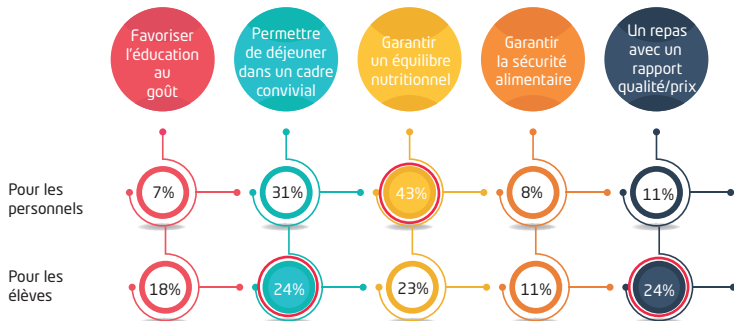 Favoriser
l'éducation
au
goût
Permettre
de déjeuner
dans un cadre
convivial
Garantir
un équilibre
nutritionnel
Garantir
la sécurité
alimentaire
Un repas
avec un
rapport
qualité/prix
Pour les
personnels
7%
31%
43%
8%
11%
Pour les
élèves
18%
24%
23%
11%
24%